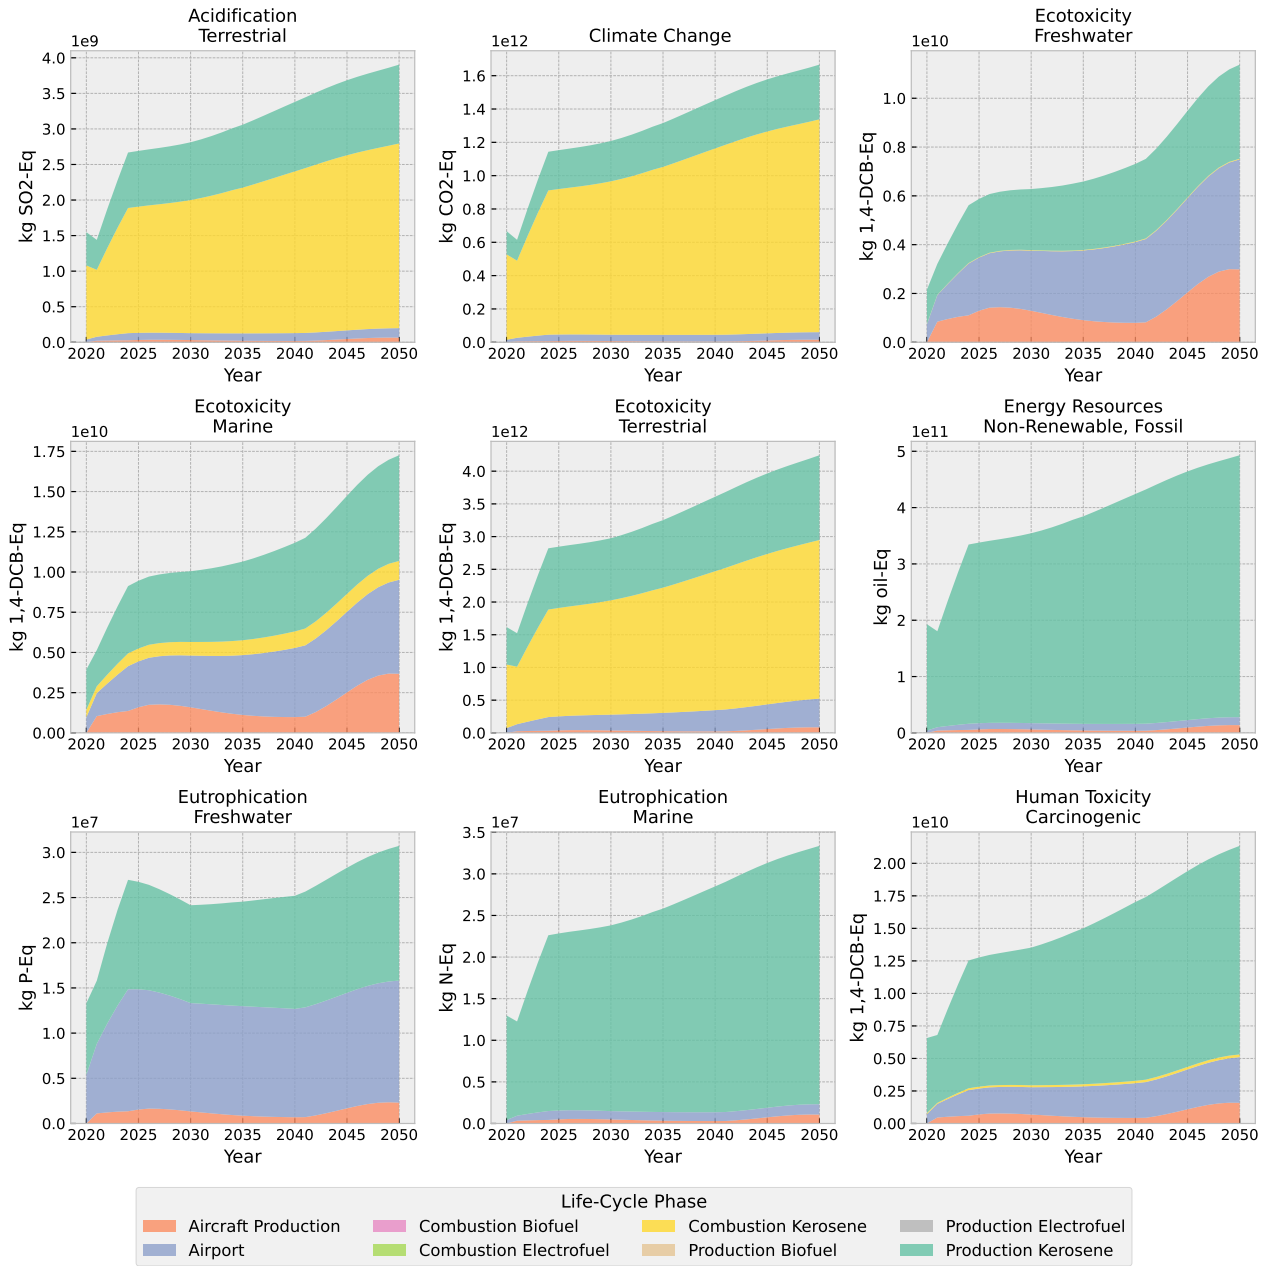 Acidification
Terrestrial
1e9
kg SO2-Eq
4.0
3.5
3.0
2.5
2.0
1.5
1.0
0.5
0.0
2020 2025 2030 2035 2040 2045 2050
Year
Climate Change
1e12
kg CO2-Eq
1.6
1.4
1.2
1.0
0.8
0.6
0.4
0.2
0.0
2020 2025 2030 2035 2040 2045 2050
Year
Ecotoxicity
Freshwater
1e10
kg 1,4-DCB-Eq
1.0
0.8
0.6
0.4
0.2
0.0
2020 2025 2030 2035 2040 2045 2050
Year
Ecotoxicity
Marine
1e10
kg 1,4-DCB-Eq
1.75
1.50
1.25
1.00
0.75
0.50
0.25
0.00
2020 2025 2030 2035 2040 2045 2050
Year
Ecotoxicity
Terrestrial
1e12
kg 1,4-DCB-Eq
4.0
3.5
3.0
2.5
2.0
1.5
1.0
0.5
0.0
2020 2025 2030 2035 2040 2045 2050
Year
Energy Resources
Non-Renewable, Fossil
1e11
kg oil-Eq
5
4
3
2
1
0
2020 2025 2030 2035 2040 2045 2050
Year
Eutrophication
Freshwater
1e7
kg P-Eq
3.0
2.5
2.0
1.5
1.0
0.5
0.0
2020 2025 2030 2035 2040 2045 2050
Year
Eutrophication
Marine
1e7
kg N-Eq
3.5
3.0
2.5
2.0
1.5
1.0
0.5
0.0
2020 2025 2030 2035 2040 2045 2050
Year
Human Toxicity
Carcinogenic
1e10
kg 1,4-DCB-Eq
2.00
1.75
1.50
1.25
1.00
0.75
0.50
0.25
0.00
2020 2025 2030 2035 2040 2045 2050
Year
Life-Cycle Phase
Aircraft Production
Airport
Combustion Biofuel
Combustion Electrofuel
Combustion Kerosene
Production Biofuel
Production Electrofuel
Production Kerosene